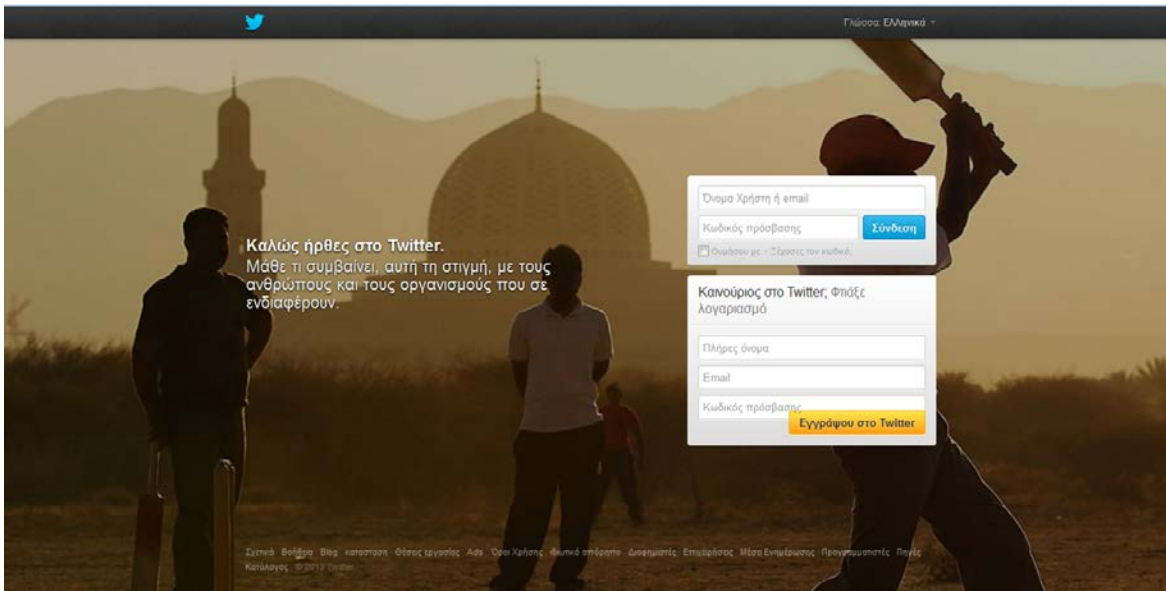 Γλώσσα: Ελληνικά
Καλώς ήρθες στο Twitter.
Μάθε τι συμβαίνει, αυτή τη στιγμή, με τους
ανθρώπους και τους οργανισμούς που σε
ενδιαφέρουν.
Όνομα Χρήστη ή email
Κωδικός πρόσβασης
Σύνδεση
Θυμήσου με · Ξέχασες τον κωδικό;
Καινούριος στο Twitter; Φτιάξε
λογαριασμό
Πλήρες όνομα
Email
Κωδικός πρόσβασης
Εγγράψου στο Twitter
Σχετικά Βοήθεια Blog κατασταση Θέσεις εργασίας Ads Όροι Χρήσης Ιδιωτικό απόρρητο Διαφημιστές Επιχειρήσεις Μέσα Ενημέρωσης Προγραμματιστές Πηγές
Κατάλογος © 2013 Twitter